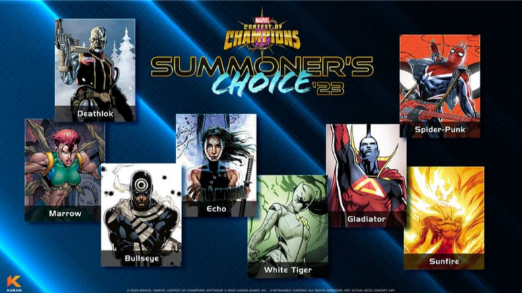 MARVEL
CONTEST OF
CHAMPIONS
SUMMONER'S
CHOICE '23
Deathlok
Spider-Punk
Marrow
Echo
Gladiator
Bullseye
White Tiger
Sunfire
KABAM